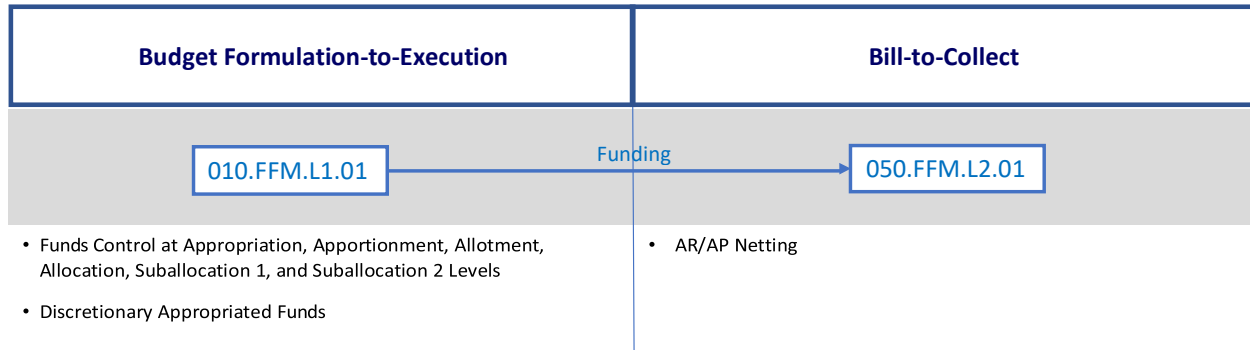 Budget Formulation-to-Execution
Bill-to-Collect
010.FFM.L1.01
Funding
050.FFM.L2.01
• Funds Control at Appropriation, Apportionment, Allotment,
Allocation, Suballocation 1, and Suballocation 2 Levels
• Discretionary Appropriated Funds
• AR/AP Netting